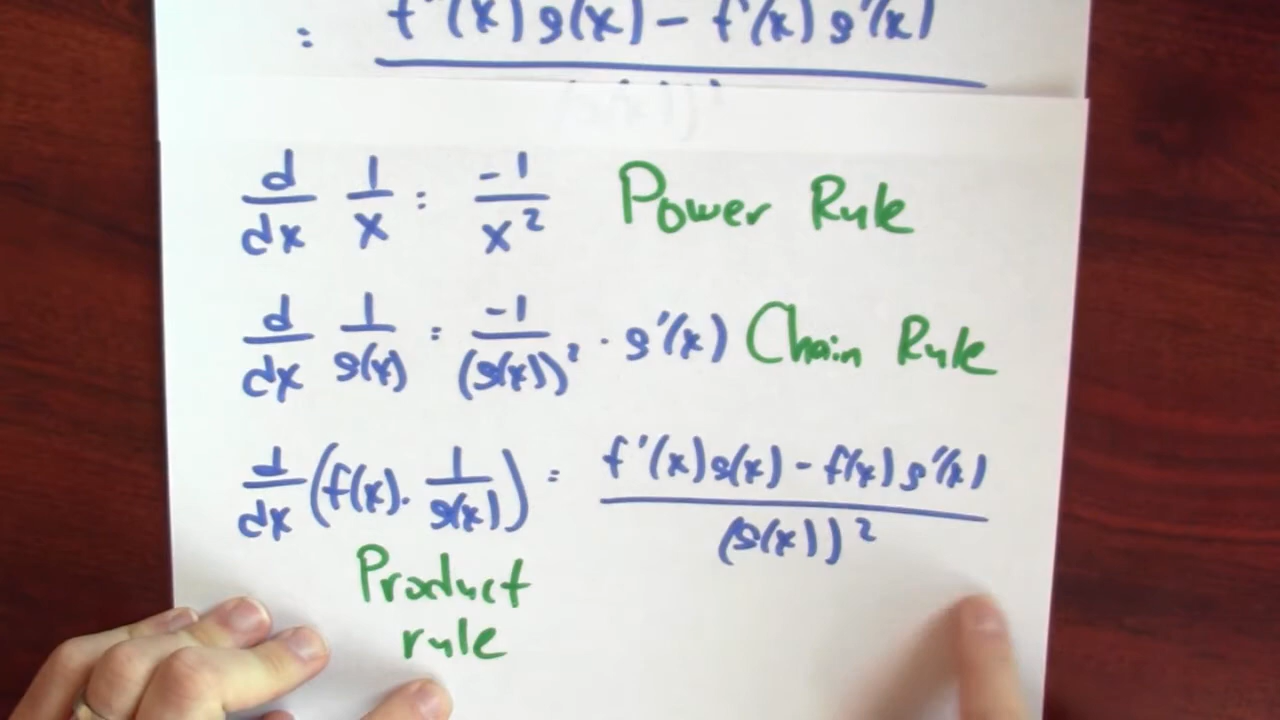 : f'(x) g(x) - f(x) g'(x)
d/dx 1/x : -1/x² Power Rule
d/dx 1/g(x) : -1/(g(x))² · g'(x) Chain Rule
d/dx (f(x) · 1/g(x)) = f'(x) g(x) - f(x) g'(x) / (g(x))²
Product
rule